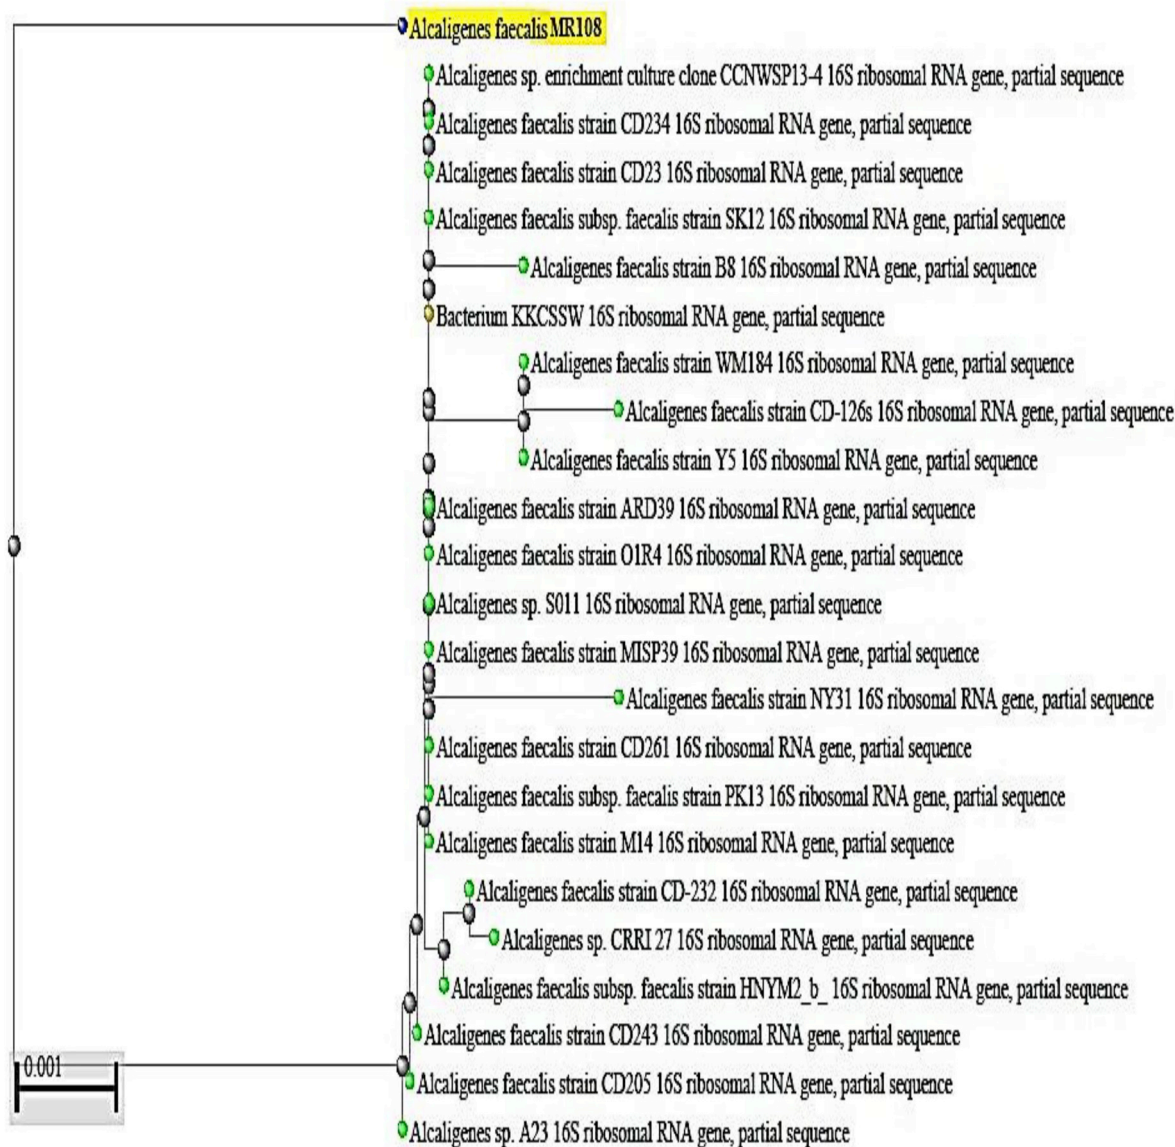 Alcaligenes faecalis MR108
Alcaligenes sp. enrichment culture clone CCNWSP13-4 16S ribosomal RNA gene, partial sequence
Alcaligenes faecalis strain CD234 16S ribosomal RNA gene, partial sequence
Alcaligenes faecalis strain CD23 16S ribosomal RNA gene, partial sequence
Alcaligenes faecalis subsp. faecalis strain SK12 16S ribosomal RNA gene, partial sequence
Alcaligenes faecalis strain B8 16S ribosomal RNA gene, partial sequence
Bacterium KKCSSW 16S ribosomal RNA gene, partial sequence
Alcaligenes faecalis strain WM184 16S ribosomal RNA gene, partial sequence
Alcaligenes faecalis strain CD-126s 16S ribosomal RNA gene, partial sequence
Alcaligenes faecalis strain Y5 16S ribosomal RNA gene, partial sequence
Alcaligenes faecalis strain ARD39 16S ribosomal RNA gene, partial sequence
Alcaligenes faecalis strain O1R4 16S ribosomal RNA gene, partial sequence
Alcaligenes sp. S011 16S ribosomal RNA gene, partial sequence
Alcaligenes faecalis strain MISP39 16S ribosomal RNA gene, partial sequence
Alcaligenes faecalis strain NY31 16S ribosomal RNA gene, partial sequence
Alcaligenes faecalis strain CD261 16S ribosomal RNA gene, partial sequence
Alcaligenes faecalis subsp. faecalis strain PK13 16S ribosomal RNA gene, partial sequence
Alcaligenes faecalis strain M14 16S ribosomal RNA gene, partial sequence
Alcaligenes faecalis strain CD-232 16S ribosomal RNA gene, partial sequence
Alcaligenes sp. CRRI 27 16S ribosomal RNA gene, partial sequence
Alcaligenes faecalis subsp. faecalis strain HNYM2_b_ 16S ribosomal RNA gene, partial sequence
Alcaligenes faecalis strain CD243 16S ribosomal RNA gene, partial sequence
0.001
Alcaligenes faecalis strain CD205 16S ribosomal RNA gene, partial sequence
Alcaligenes sp. A23 16S ribosomal RNA gene, partial sequence